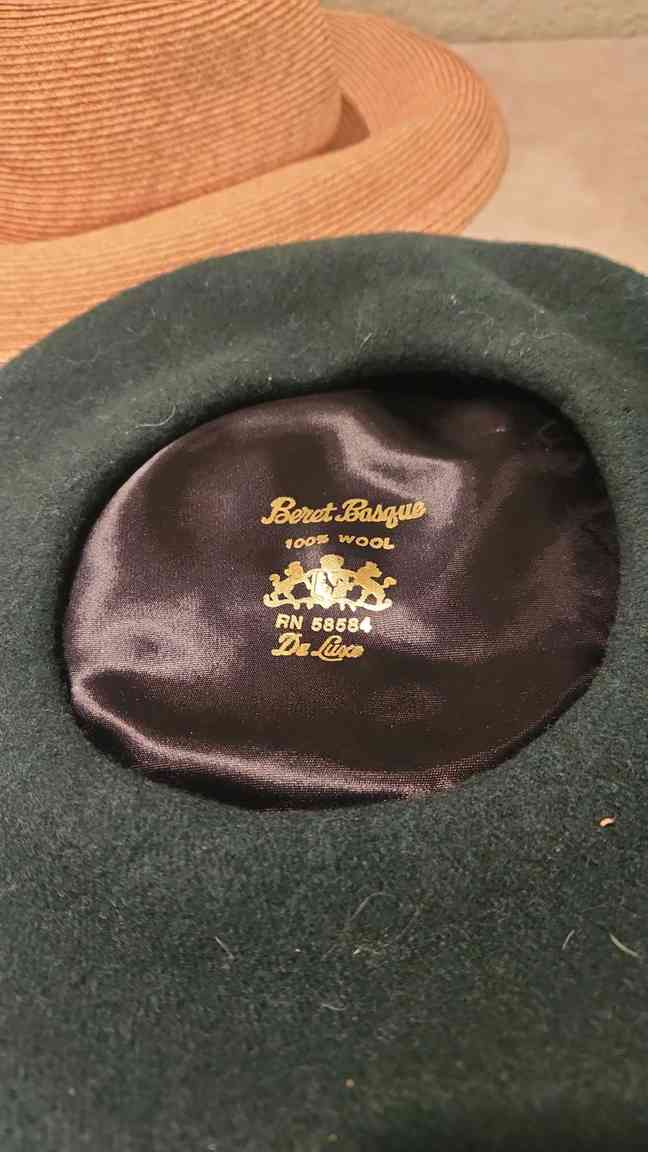 Beret Basque
100% WOOL
RN 58584
De Luxe